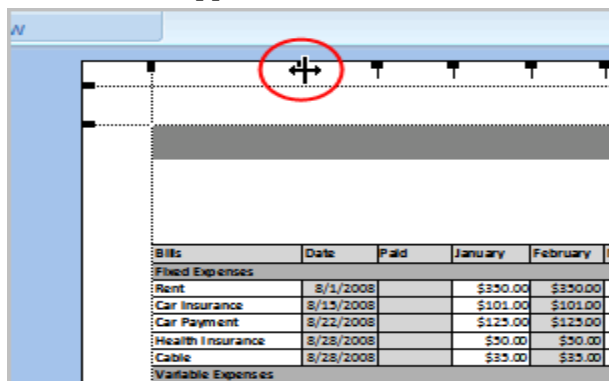 Bills Date Paid January February
Fixed Expenses
Rent 8/1/2008 $350.00 $350.00
Car Insurance 8/15/2008 $101.00 $101.00
Car Payment 8/22/2008 $125.00 $125.00
Health Insurance 8/28/2008 $50.00 $50.00
Cable 8/28/2008 $35.00 $35.00
Variable Expenses